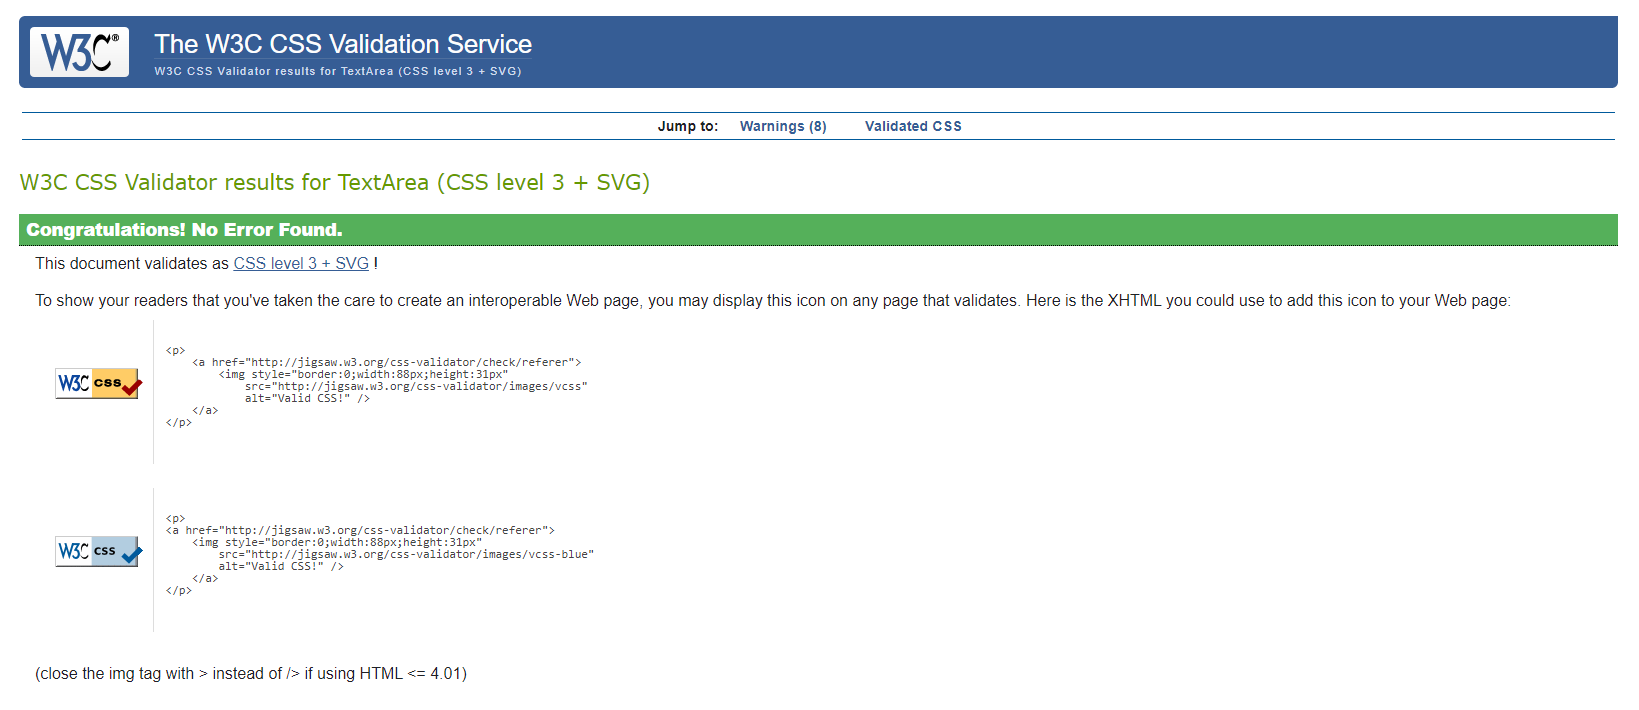 W3C®
The W3C CSS Validation Service
W3C CSS Validator results for TextArea (CSS level 3 + SVG)
Jump to: Warnings (8) Validated CSS
W3C CSS Validator results for TextArea (CSS level 3 + SVG)
Congratulations! No Error Found.
This document validates as CSS level 3 + SVG !
To show your readers that you've taken the care to create an interoperable Web page, you may display this icon on any page that validates. Here is the XHTML you could use to add this icon to your Web page:
W3C css
<p>
    <a href="http://jigsaw.w3.org/css-validator/check/referer">
        <img style="border:0;width:88px;height:31px"
            src="http://jigsaw.w3.org/css-validator/images/vcss"
            alt="Valid CSS!" />
    </a>
</p>
W3C css
<p>
<a href="http://jigsaw.w3.org/css-validator/check/referer">
    <img style="border:0;width:88px;height:31px"
        src="http://jigsaw.w3.org/css-validator/images/vcss-blue"
        alt="Valid CSS!" />
    </a>
</p>
(close the img tag with > instead of /> if using HTML <= 4.01)